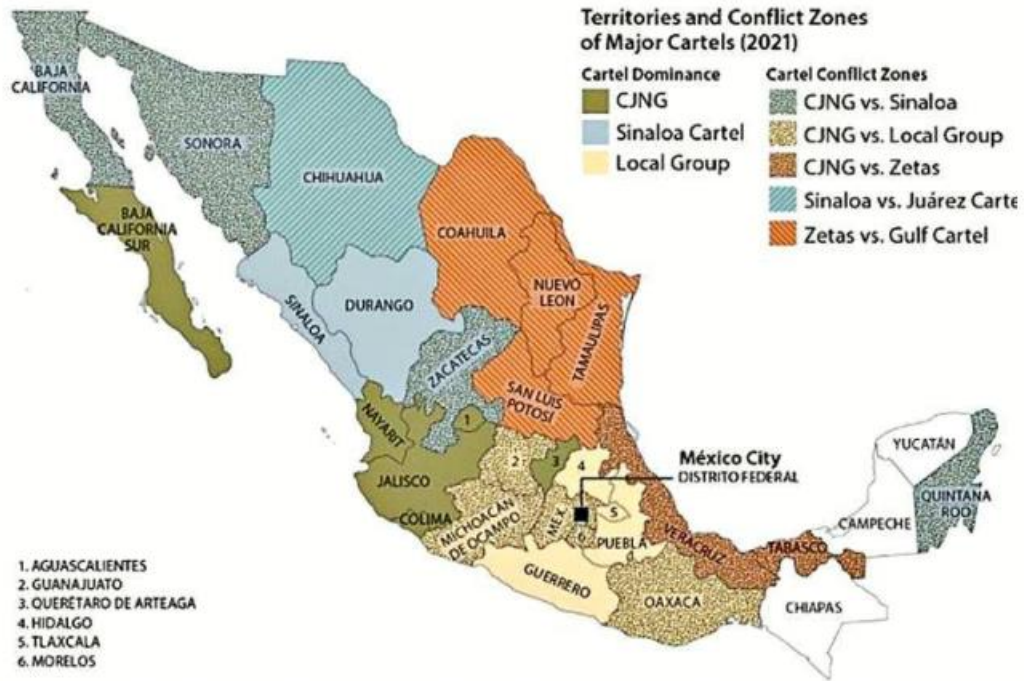 Territories and Conflict Zones
of Major Cartels (2021)
Cartel Dominance
CJNG
Sinaloa Cartel
Local Group
Cartel Conflict Zones
CJNG vs. Sinaloa
CJNG vs. Local Group
CJNG vs. Zetas
Sinaloa vs. Juárez Carte
Zetas vs. Gulf Cartel
BAJA
CALIFORNIA
SONORA
CHIHUAHUA
BAJA
CALIFORNIA
SUR
COAHUILA
NUEVO
LEON
TAMAULIPAS
SINALOA
DURANGO
ZACATECAS
SAN LUIS
POTOSÍ
NAYARIT
1
JALISCO
COLIMA
2
3
4
México City
DISTRITO FEDERAL
MICHOACÁN
DE OCAMPO
MÉX.
5
6
PUEBLA
VERACRUZ
TABASCO
YUCATÁN
QUINTANA
ROO
CAMPECHE
GUERRERO
OAXACA
CHIAPAS
1. AGUASCALIENTES
2. GUANAJUATO
3. QUERÉTARO DE ARTEAGA
4. HIDALGO
5. TLAXCALA
6. MORELOS